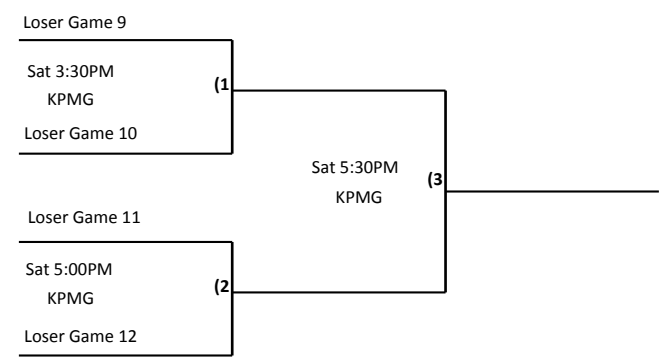 Loser Game 9
Sat 3:30PM
(1
KPMG
Loser Game 10
Sat 5:30PM
(3
KPMG
Loser Game 11
Sat 5:00PM
(2
KPMG
Loser Game 12